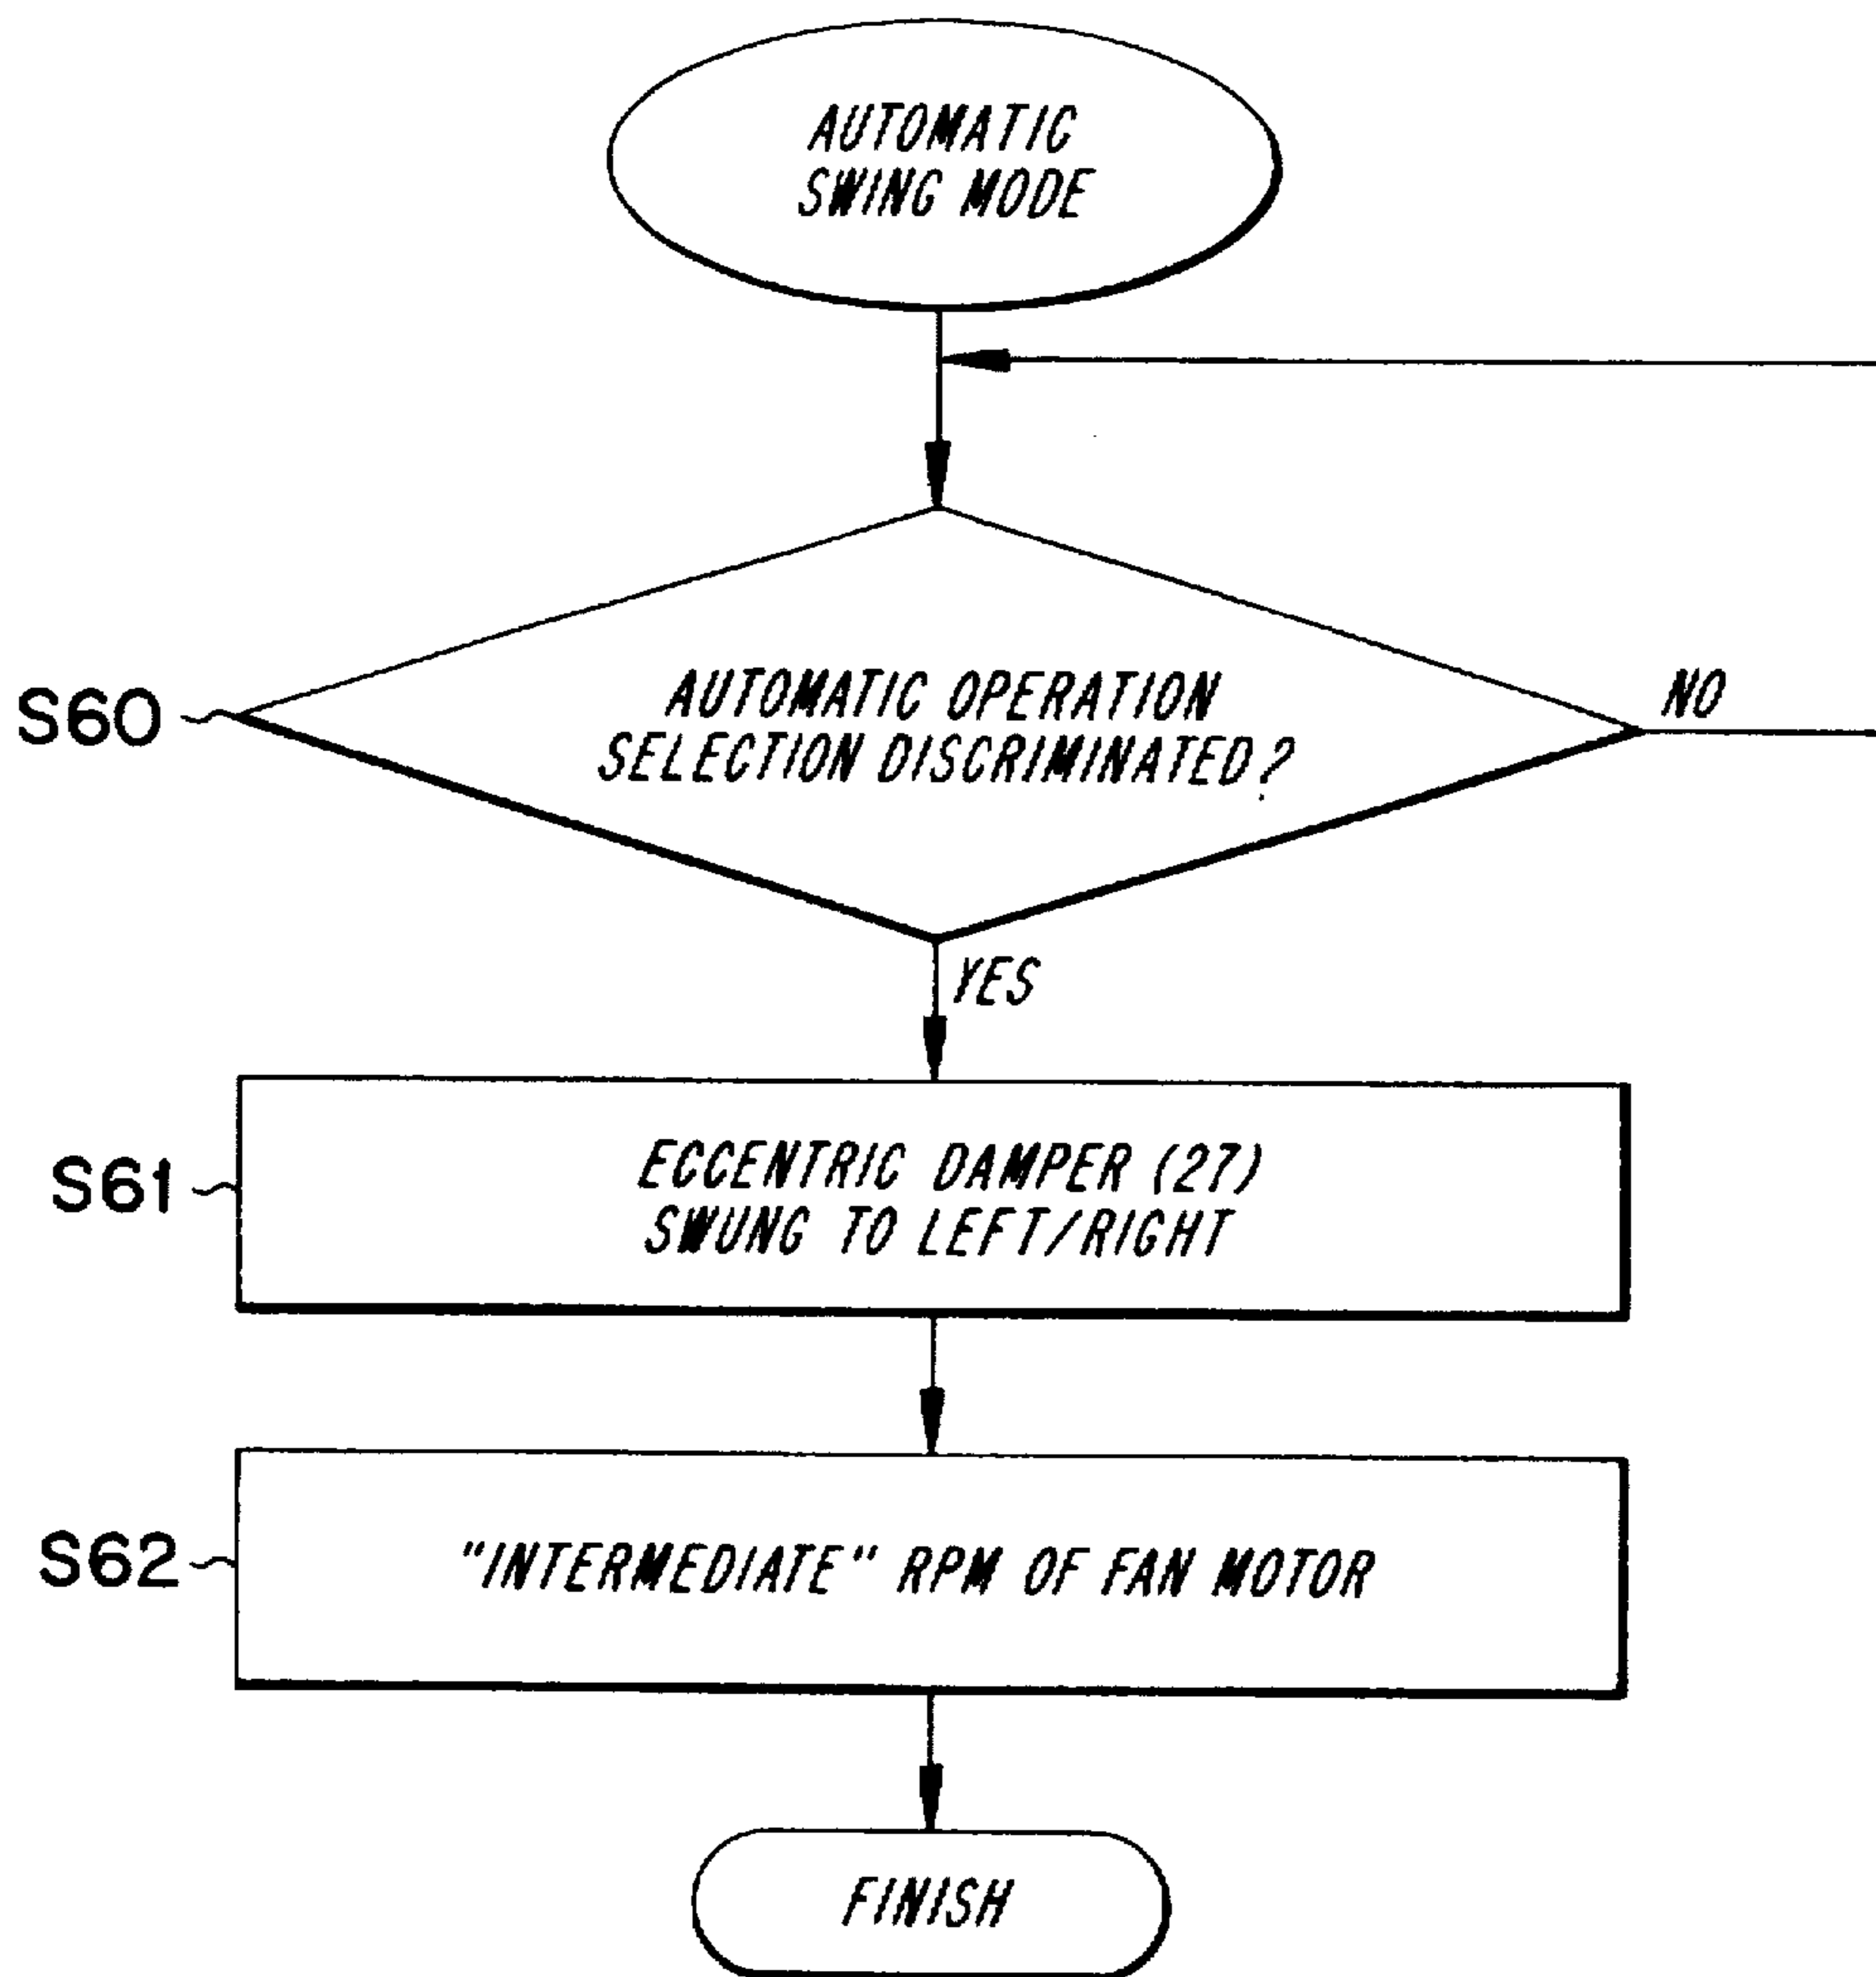 AUTOMATIC
SWING MODE
S60
AUTOMATIC OPERATION
SELECTION DISCRIMINATED?
NO
YES
S61
ECCENTRIC DAMPER (27)
SWUNG TO LEFT/RIGHT
S62
"INTERMEDIATE" RPM OF FAN MOTOR
FINISH